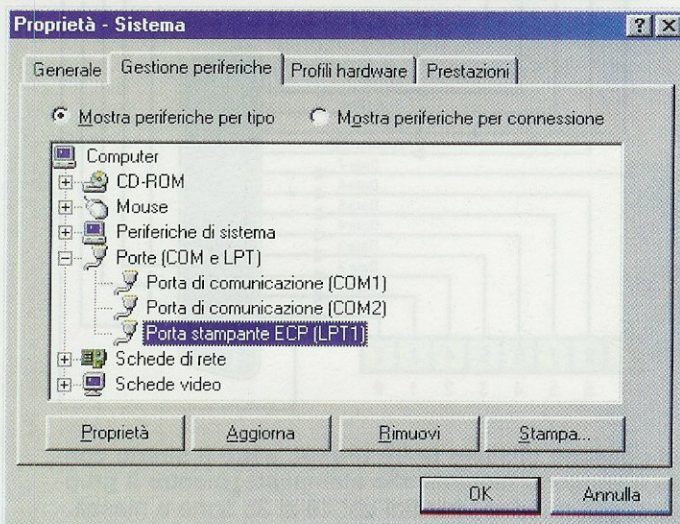 Proprietà - Sistema
Generale Gestione periferiche Profili hardware Prestazioni
Mostra periferiche per tipo Mostra periferiche per connessione
Computer
CD-ROM
Mouse
Periferiche di sistema
Porte (COM e LPT)
Porta di comunicazione (COM1)
Porta di comunicazione (COM2)
Porta stampante ECP (LPT1)
Schede di rete
Schede video
Proprietà Aggiorna Rimuovi Stampa...
OK Annulla